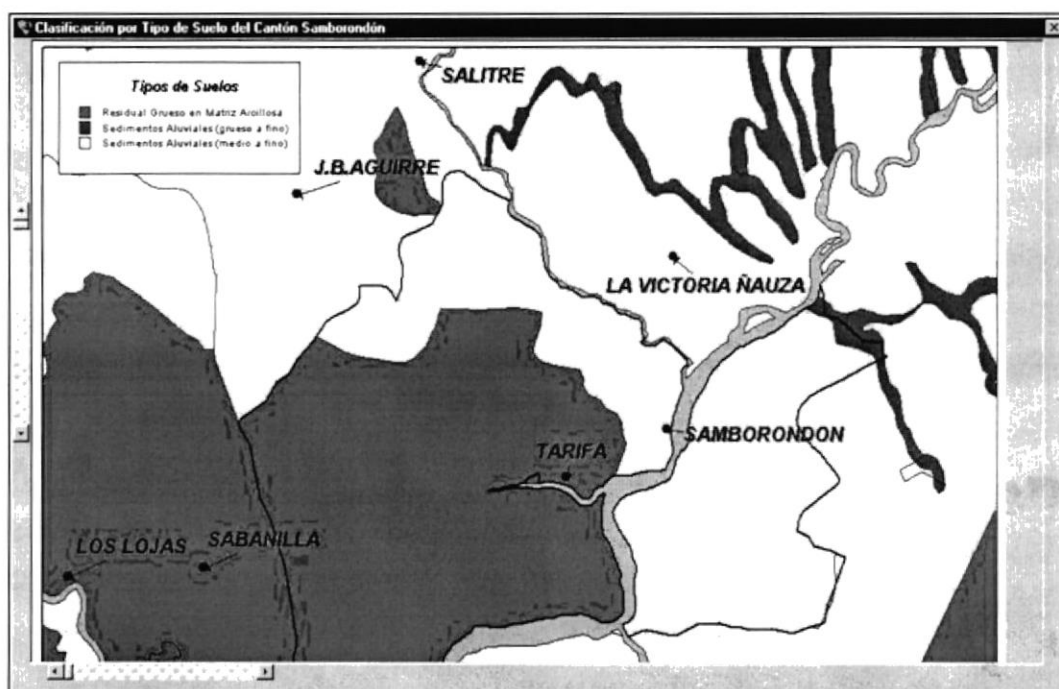 Clasificación por Tipo de Suelo del Cantón Samborondón
Tipos de Suelos
Residual Grueso en Matriz Arcillosa
Sedimentos Aluviales (grueso a fino)
Sedimentos Aluviales (medio a fino)
SALITRE
J.B.AGUIRRE
LA VICTORIA ÑAUZA
SAMBORONDON
TARIFA
SABANILLA
LOS LOJAS